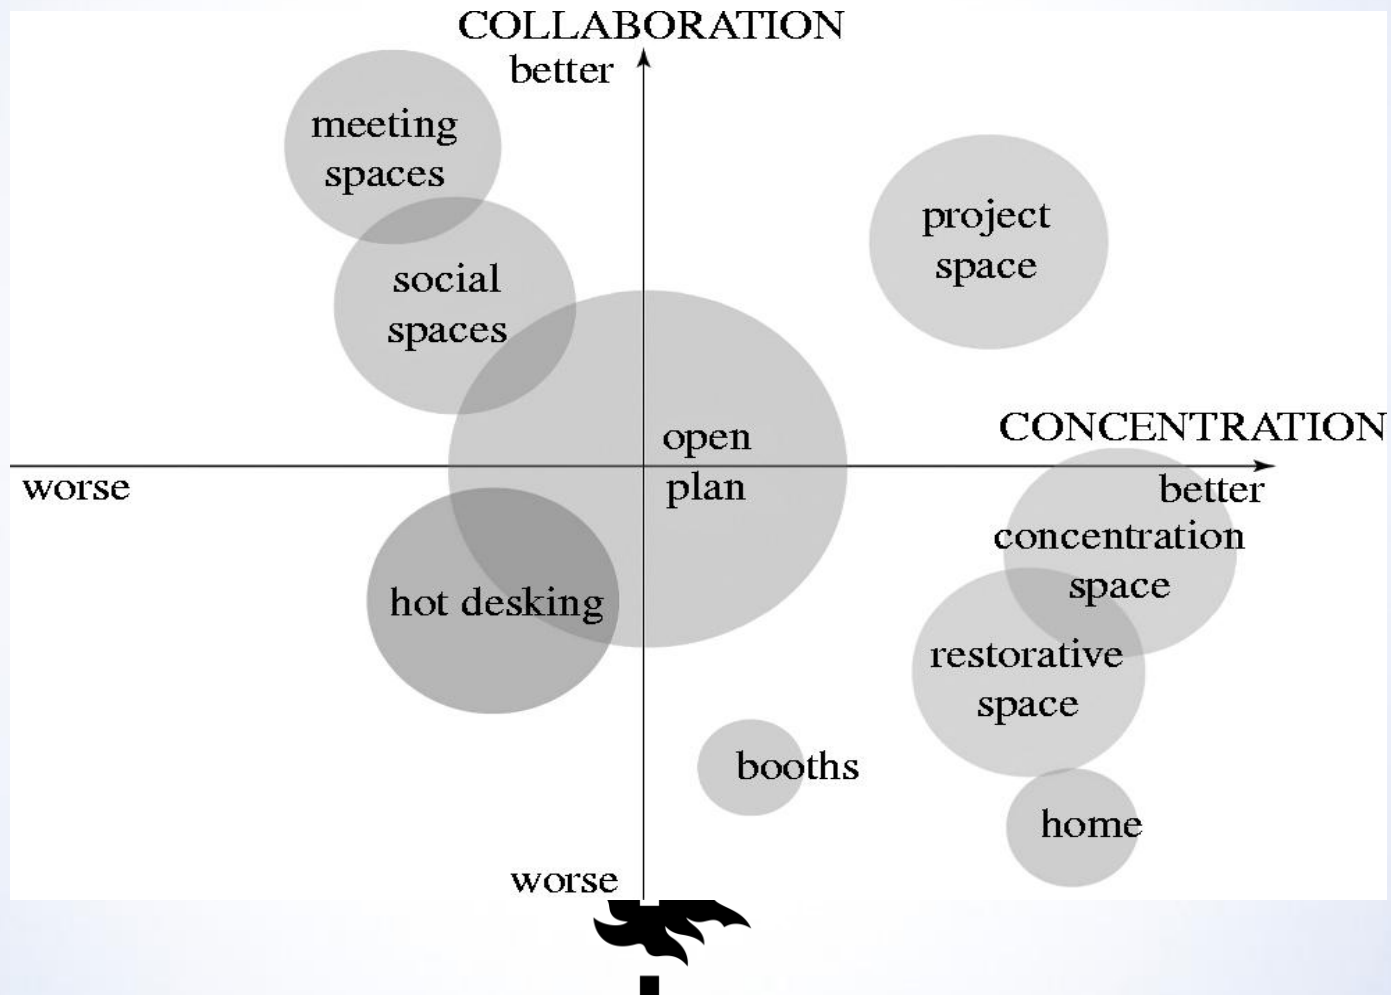 COLLABORATION
better
meeting
spaces
project
space
social
spaces
CONCENTRATION
open
plan
worse
better
concentration
space
hot desking
restorative
space
booths
home
worse